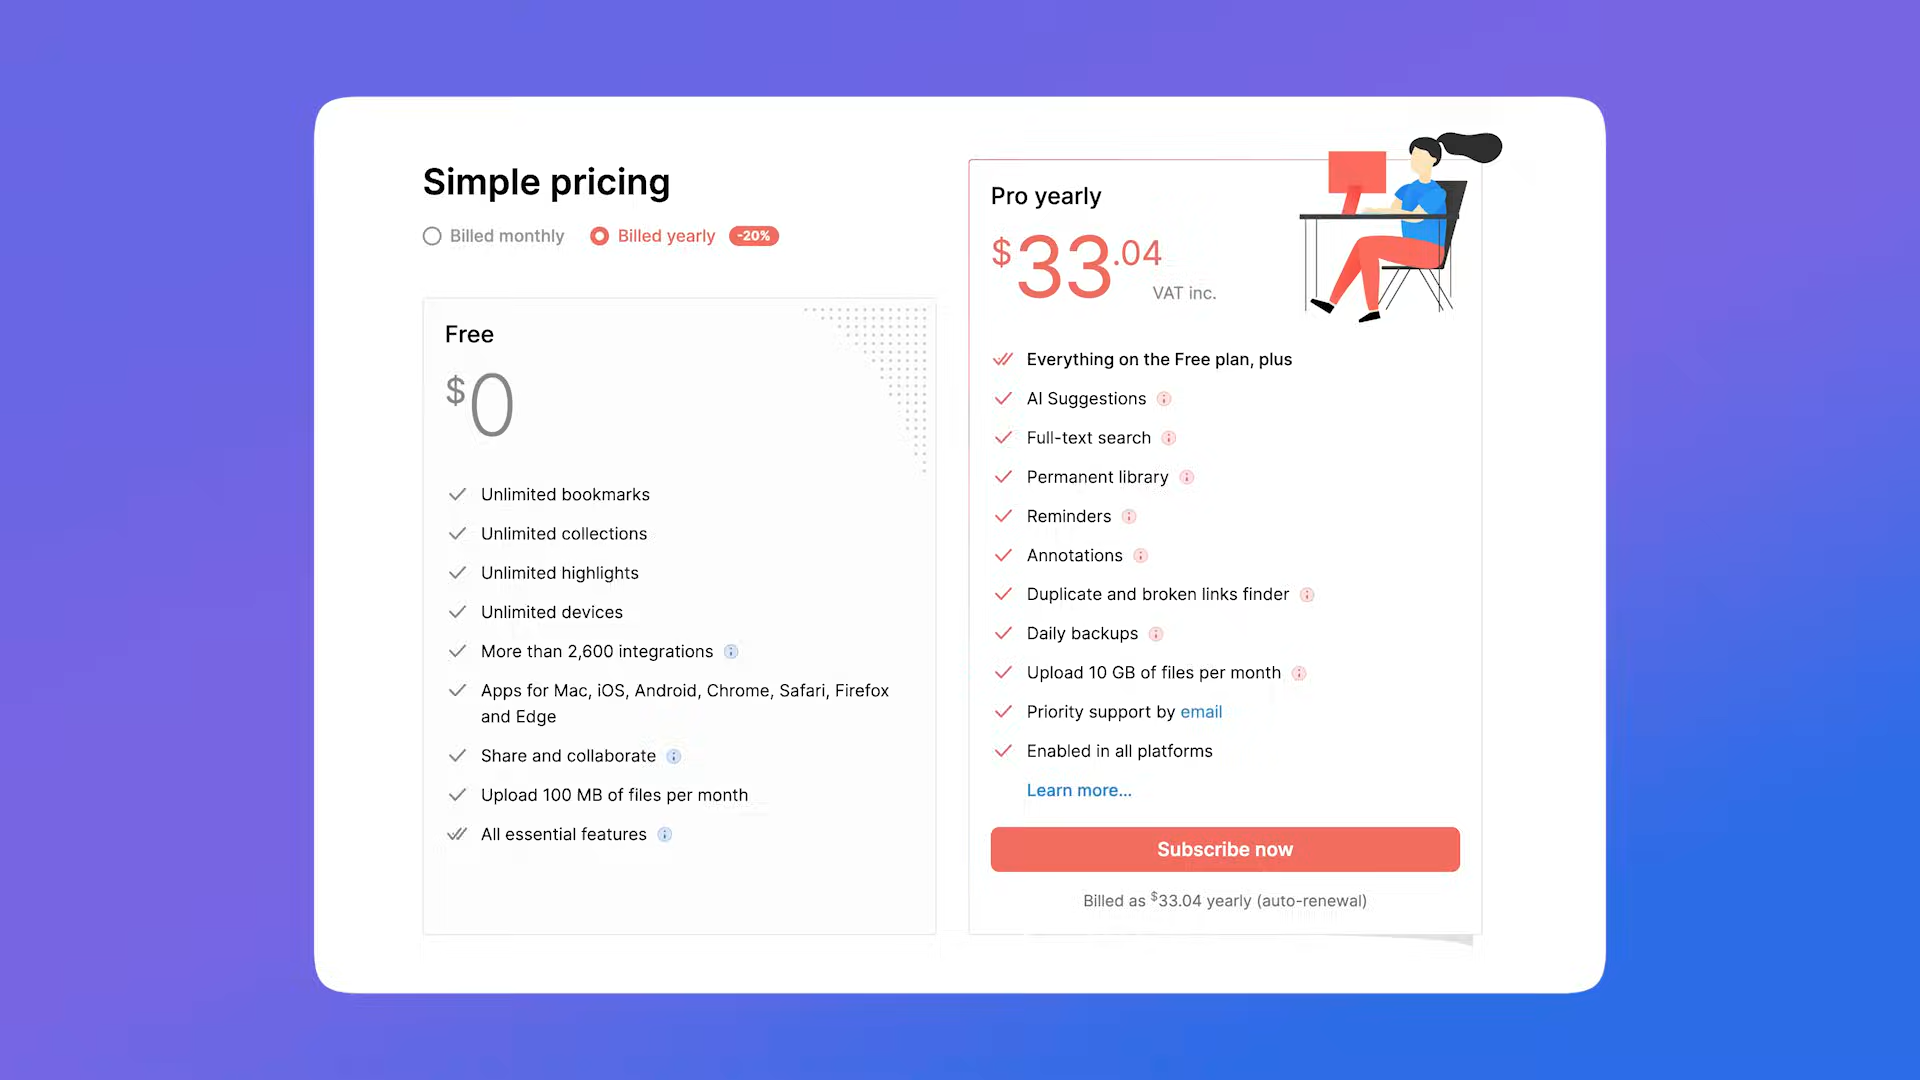 Simple pricing
Billed monthly
Billed yearly
-20%
Free
$0
Unlimited bookmarks
Unlimited collections
Unlimited highlights
Unlimited devices
More than 2,600 integrations
Apps for Mac, iOS, Android, Chrome, Safari, Firefox
and Edge
Share and collaborate
Upload 100 MB of files per month
All essential features
Pro yearly
$33.04
VAT inc.
Everything on the Free plan, plus
AI Suggestions
Full-text search
Permanent library
Reminders
Annotations
Duplicate and broken links finder
Daily backups
Upload 10 GB of files per month
Priority support by email
Enabled in all platforms
Learn more...
Subscribe now
Billed as $33.04 yearly (auto-renewal)